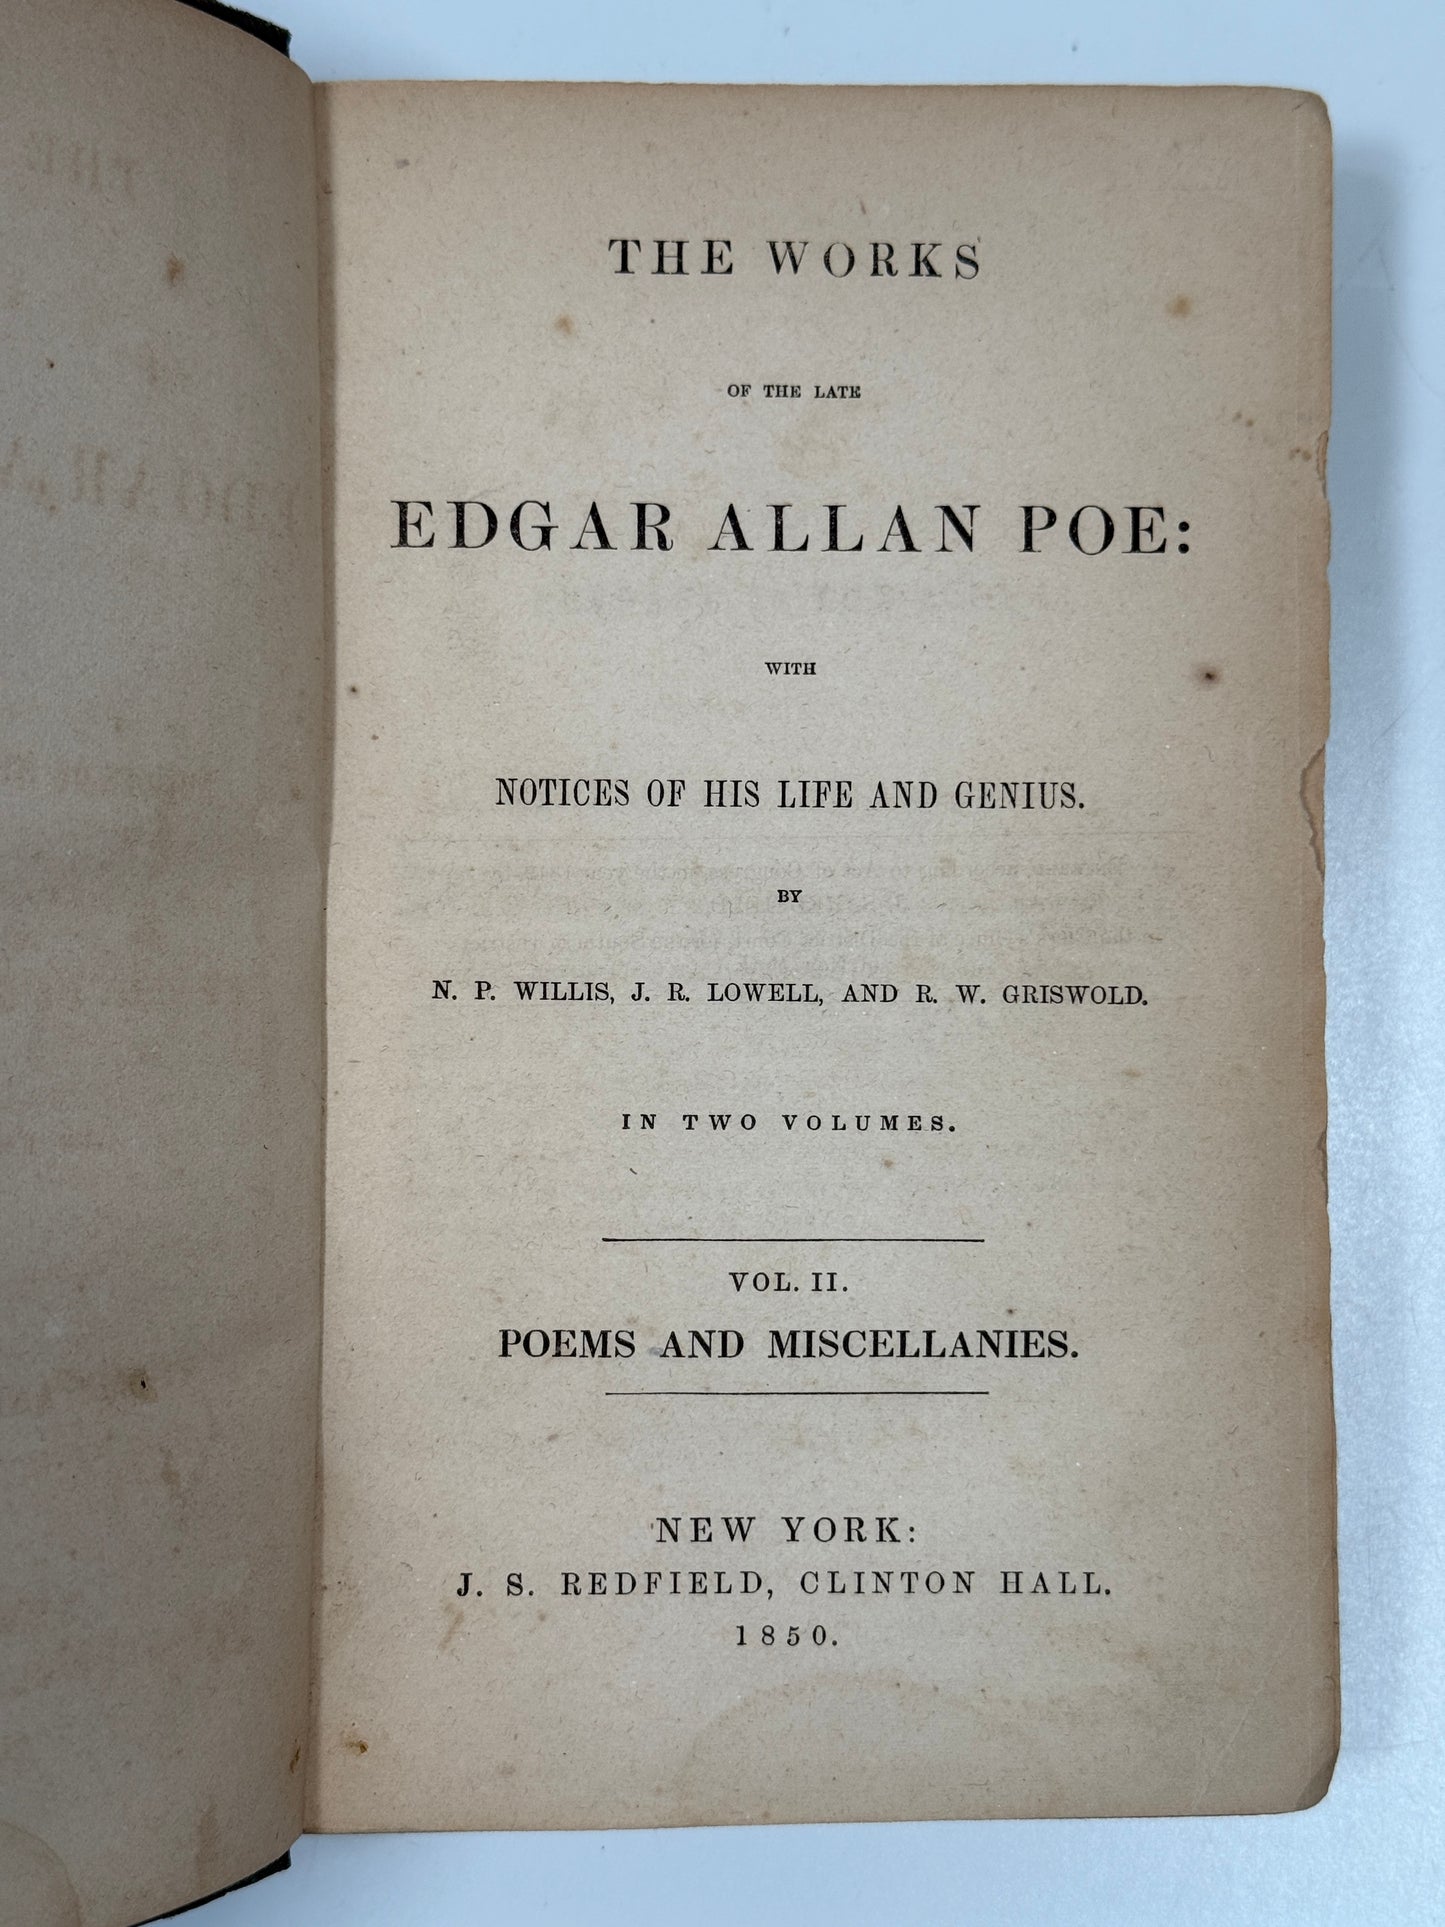 THE WORKS
OF THE LATE
EDGAR ALLAN POE:
WITH
NOTICES OF HIS LIFE AND GENIUS.
BY
N. P. WILLIS, J. R. LOWELL, AND R. W. GRISWOLD.
IN TWO VOLUMES.
VOL. II.
POEMS AND MISCELLANIES.
NEW YORK:
J. S. REDFIELD, CLINTON HALL.
1850.